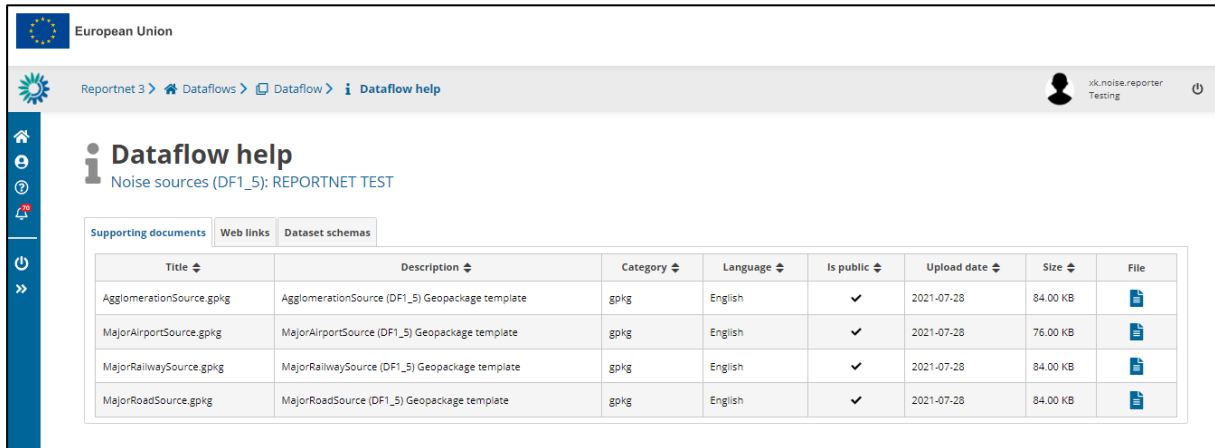 European Union
Reportnet 3 Dataflows Dataflow Dataflow help
xk.noise.reporter
Testing
70
Dataflow help
Noise sources (DF1_5): REPORTNET TEST
Supporting documents Web links Dataset schemas
Title Description Category Language Is public Upload date Size File
AgglomerationSource.gpkg AgglomerationSource (DF1_5) Geopackage template gpkg English 2021-07-28 84.00 KB
MajorAirportSource.gpkg MajorAirportSource (DF1_5) Geopackage template gpkg English 2021-07-28 76.00 KB
MajorRailwaySource.gpkg MajorRailwaySource (DF1_5) Geopackage template gpkg English 2021-07-28 84.00 KB
MajorRoadSource.gpkg MajorRoadSource (DF1_5) Geopackage template gpkg English 2021-07-28 84.00 KB